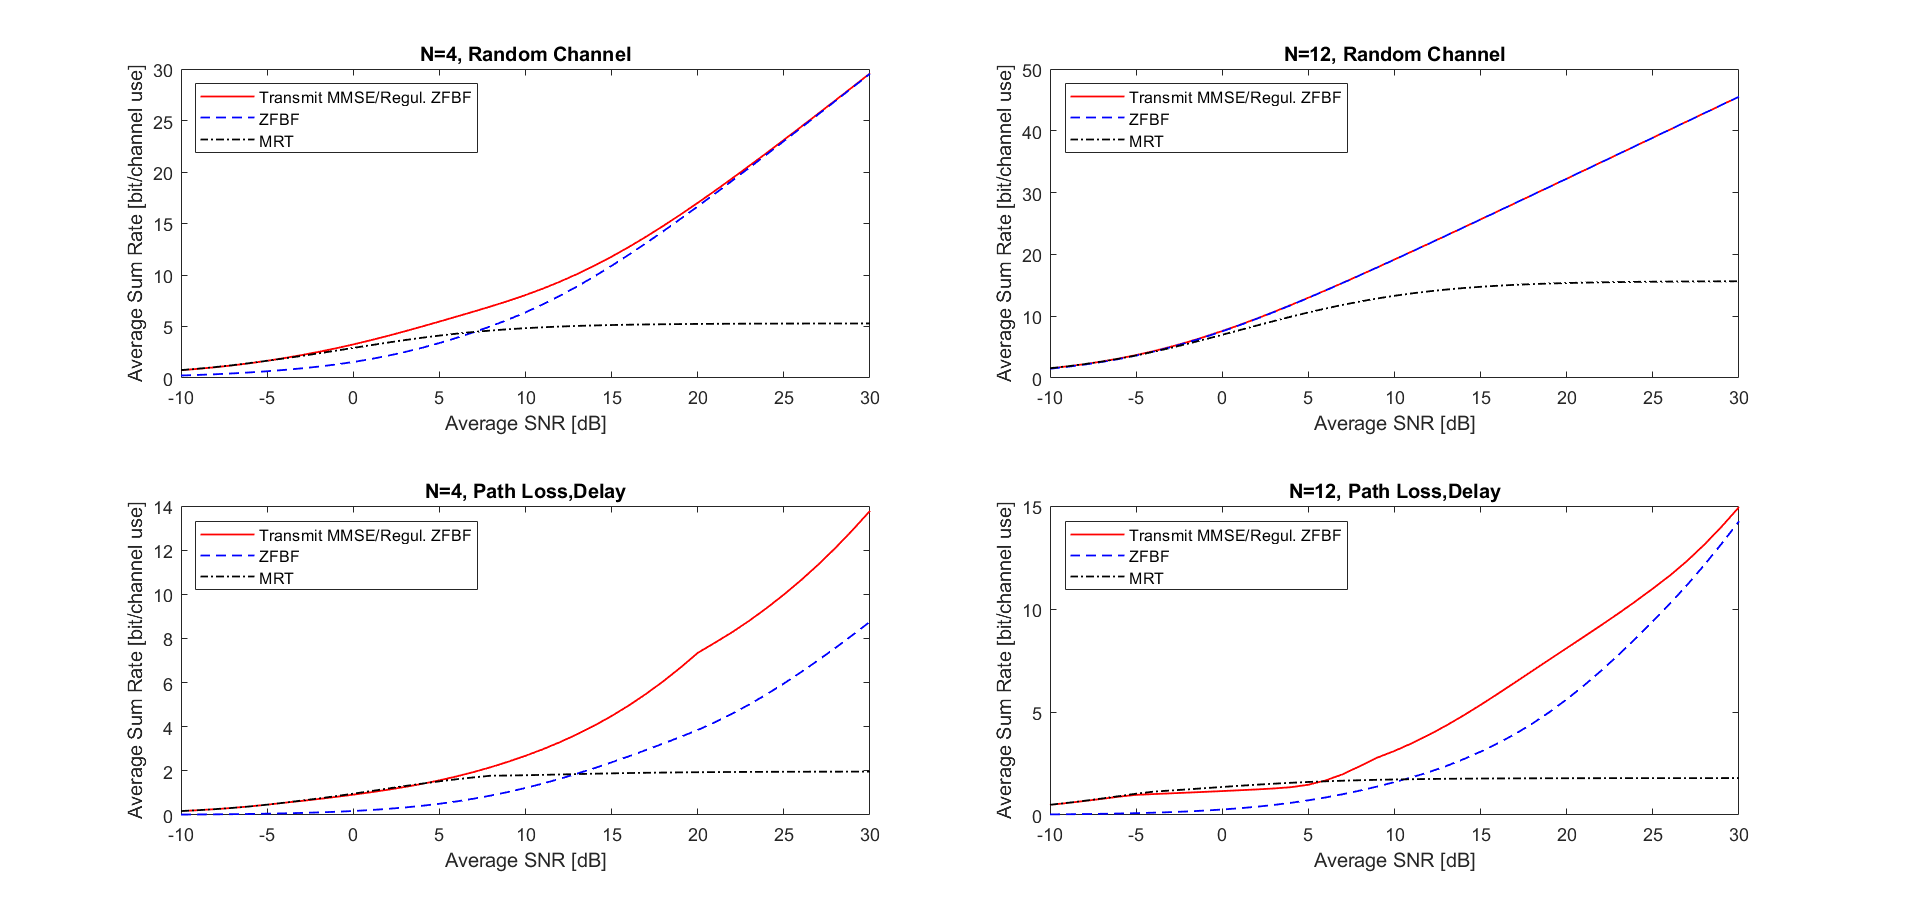 N=4, Random Channel
Average Sum Rate [bit/channel use]
30
25
20
15
10
5
0
Transmit MMSE/Regul. ZFBF
ZFBF
MRT
-10 -5 0 5 10 15 20 25 30
Average SNR [dB]
N=12, Random Channel
Average Sum Rate [bit/channel use]
50
40
30
20
10
0
Transmit MMSE/Regul. ZFBF
ZFBF
MRT
-10 -5 0 5 10 15 20 25 30
Average SNR [dB]
N=4, Path Loss,Delay
Average Sum Rate [bit/channel use]
14
12
10
8
6
4
2
0
Transmit MMSE/Regul. ZFBF
ZFBF
MRT
-10 -5 0 5 10 15 20 25 30
Average SNR [dB]
N=12, Path Loss,Delay
Average Sum Rate [bit/channel use]
15
10
5
0
Transmit MMSE/Regul. ZFBF
ZFBF
MRT
-10 -5 0 5 10 15 20 25 30
Average SNR [dB]